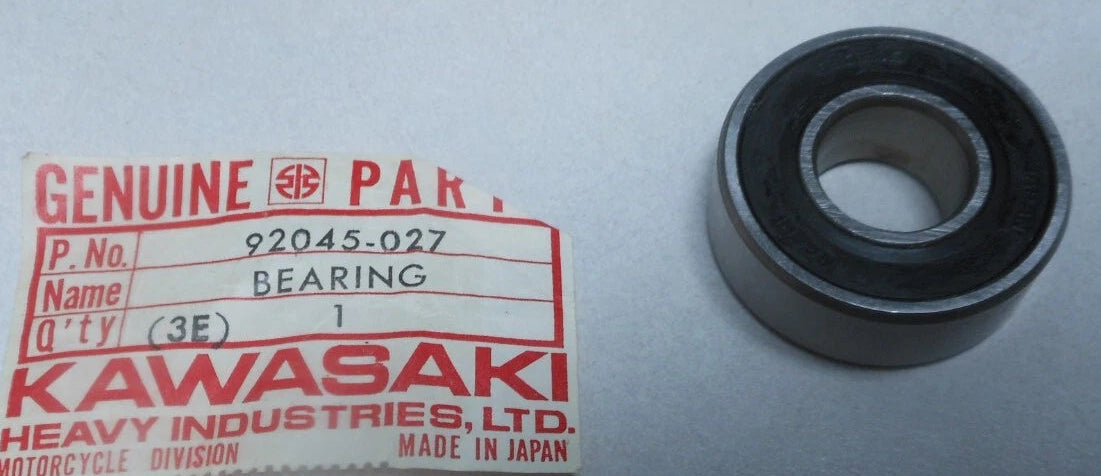 GENUINE PART
P. No. 92045-027
Name BEARING
Q'ty (3E) 1
KAWASAKI
HEAVY INDUSTRIES, LTD.
MOTORCYCLE DIVISION MADE IN JAPAN